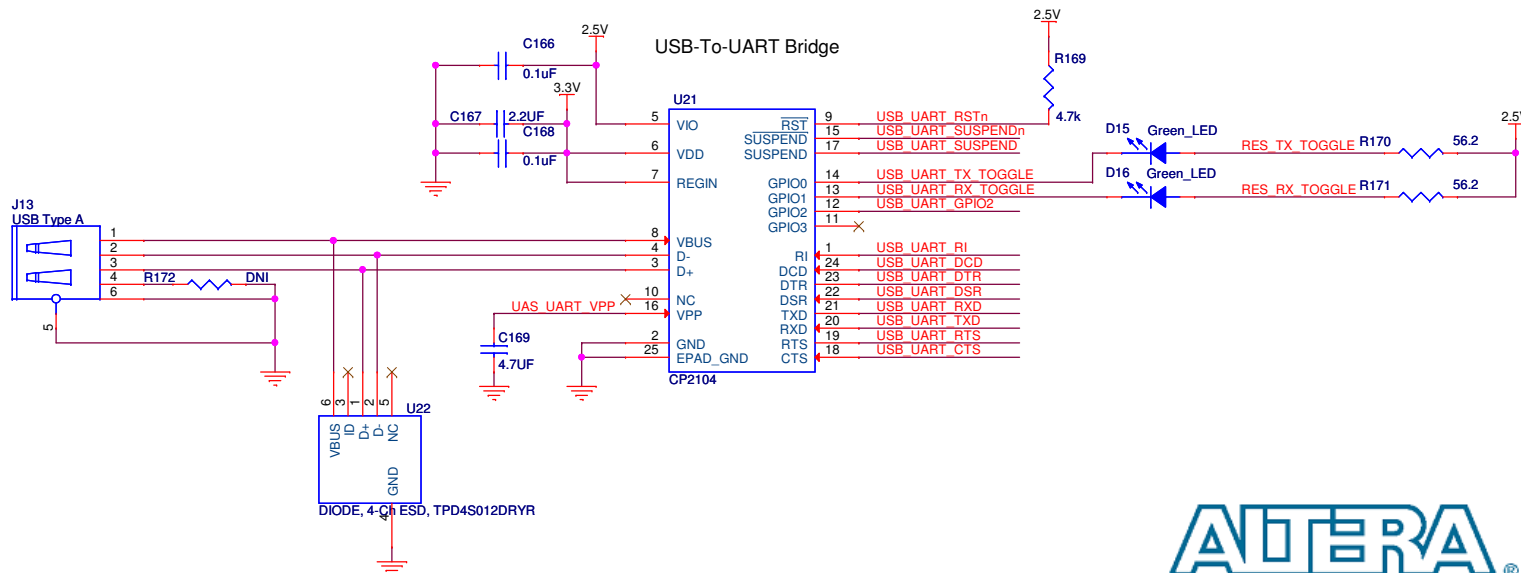 USB-To-UART Bridge
2.5V
C166
0.1uF
3.3V
C167
2.2UF
C168
0.1uF
2.5V
R169
4.7k
U21
5
VIO
6
VDD
7
REGIN
8
VBUS
4
D-
3
D+
10
NC
16
VPP
UAS_UART_VPP
2
GND
25
EPAD_GND
CP2104
RST
9
USB_UART_RSTn
SUSPEND
15
USB_UART_SUSPENDn
SUSPEND
17
USB_UART_SUSPEND
GPIO0
14
USB_UART_TX_TOGGLE
GPIO1
13
USB_UART_RX_TOGGLE
GPIO2
12
USB_UART_GPIO2
GPIO3
11
RI
1
USB_UART_RI
DCD
24
USB_UART_DCD
DTR
23
USB_UART_DTR
DSR
22
USB_UART_DSR
TXD
21
USB_UART_RXD
RXD
20
USB_UART_TXD
RTS
19
USB_UART_RTS
CTS
18
USB_UART_CTS
D15
Green_LED
RES_TX_TOGGLE
R170
56.2
D16
Green_LED
RES_RX_TOGGLE
R171
56.2
J13
USB Type A
1
2
3
4
6
5
R172
DNI
C169
4.7UF
U22
6
3
1
2
5
VBUS
ID
D+
D-
NC
GND
4
DIODE, 4-Ch ESD, TPD4S012DRYR
ALTERA
®